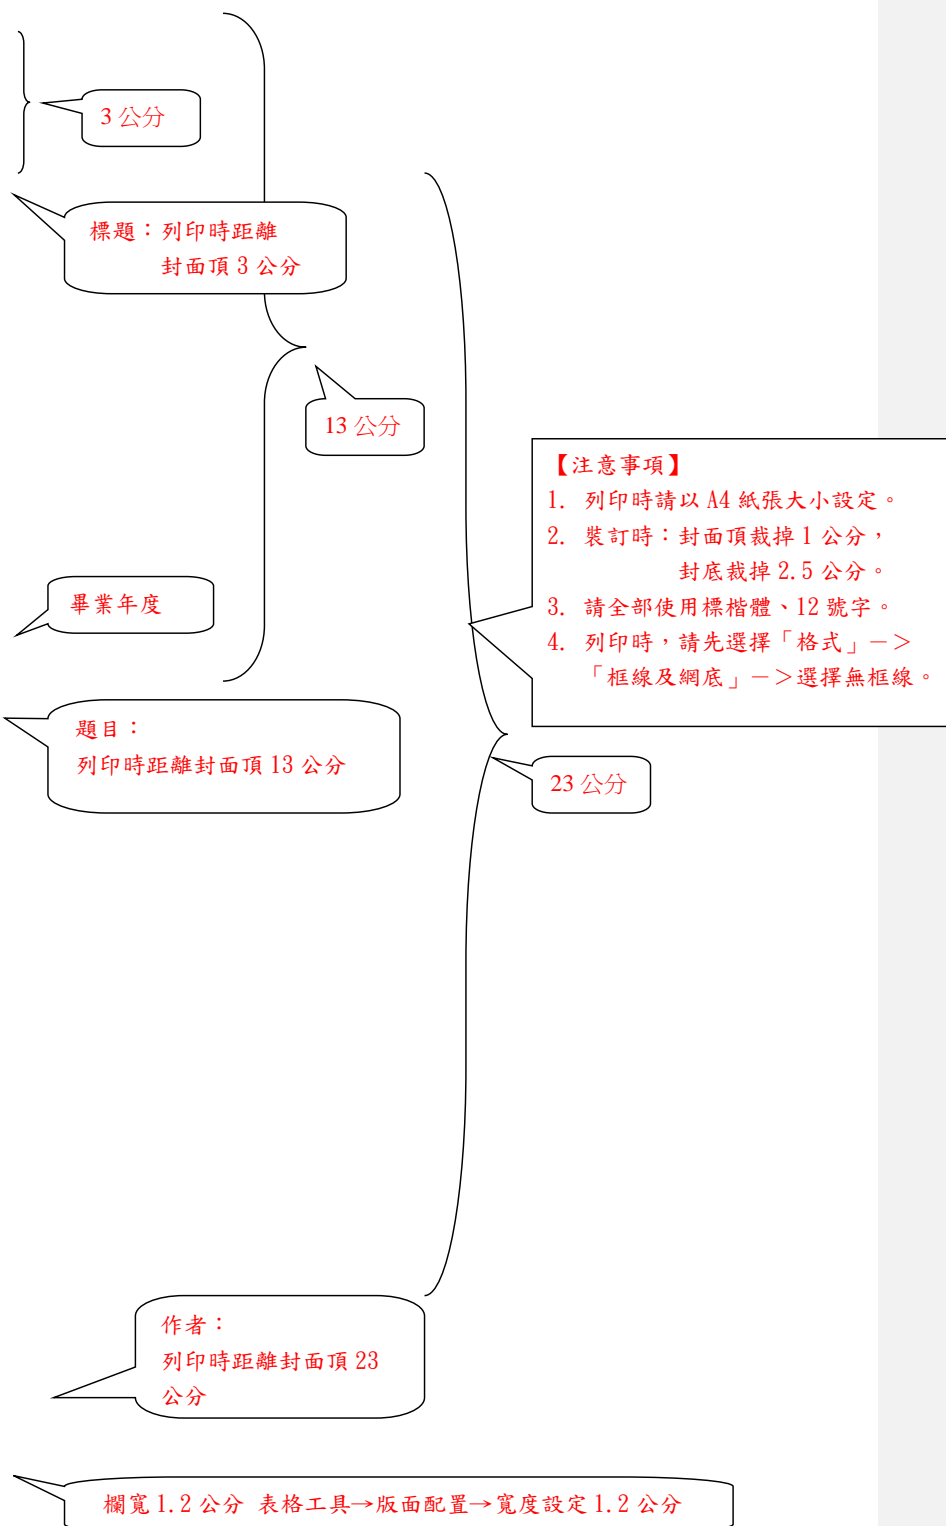 3 公分
標題：列印時距離
封面頂 3 公分
13 公分
【注意事項】
1. 列印時請以 A4 紙張大小設定。
2. 裝訂時：封面頂裁掉 1 公分，
封底裁掉 2.5 公分。
3. 請全部使用標楷體、12 號字。
4. 列印時，請先選擇「格式」－＞
「框線及網底」－＞選擇無框線。
畢業年度
題目：
列印時距離封面頂 13 公分
23 公分
作者：
列印時距離封面頂 23
公分
欄寬 1.2 公分 表格工具→版面配置→寬度設定 1.2 公分